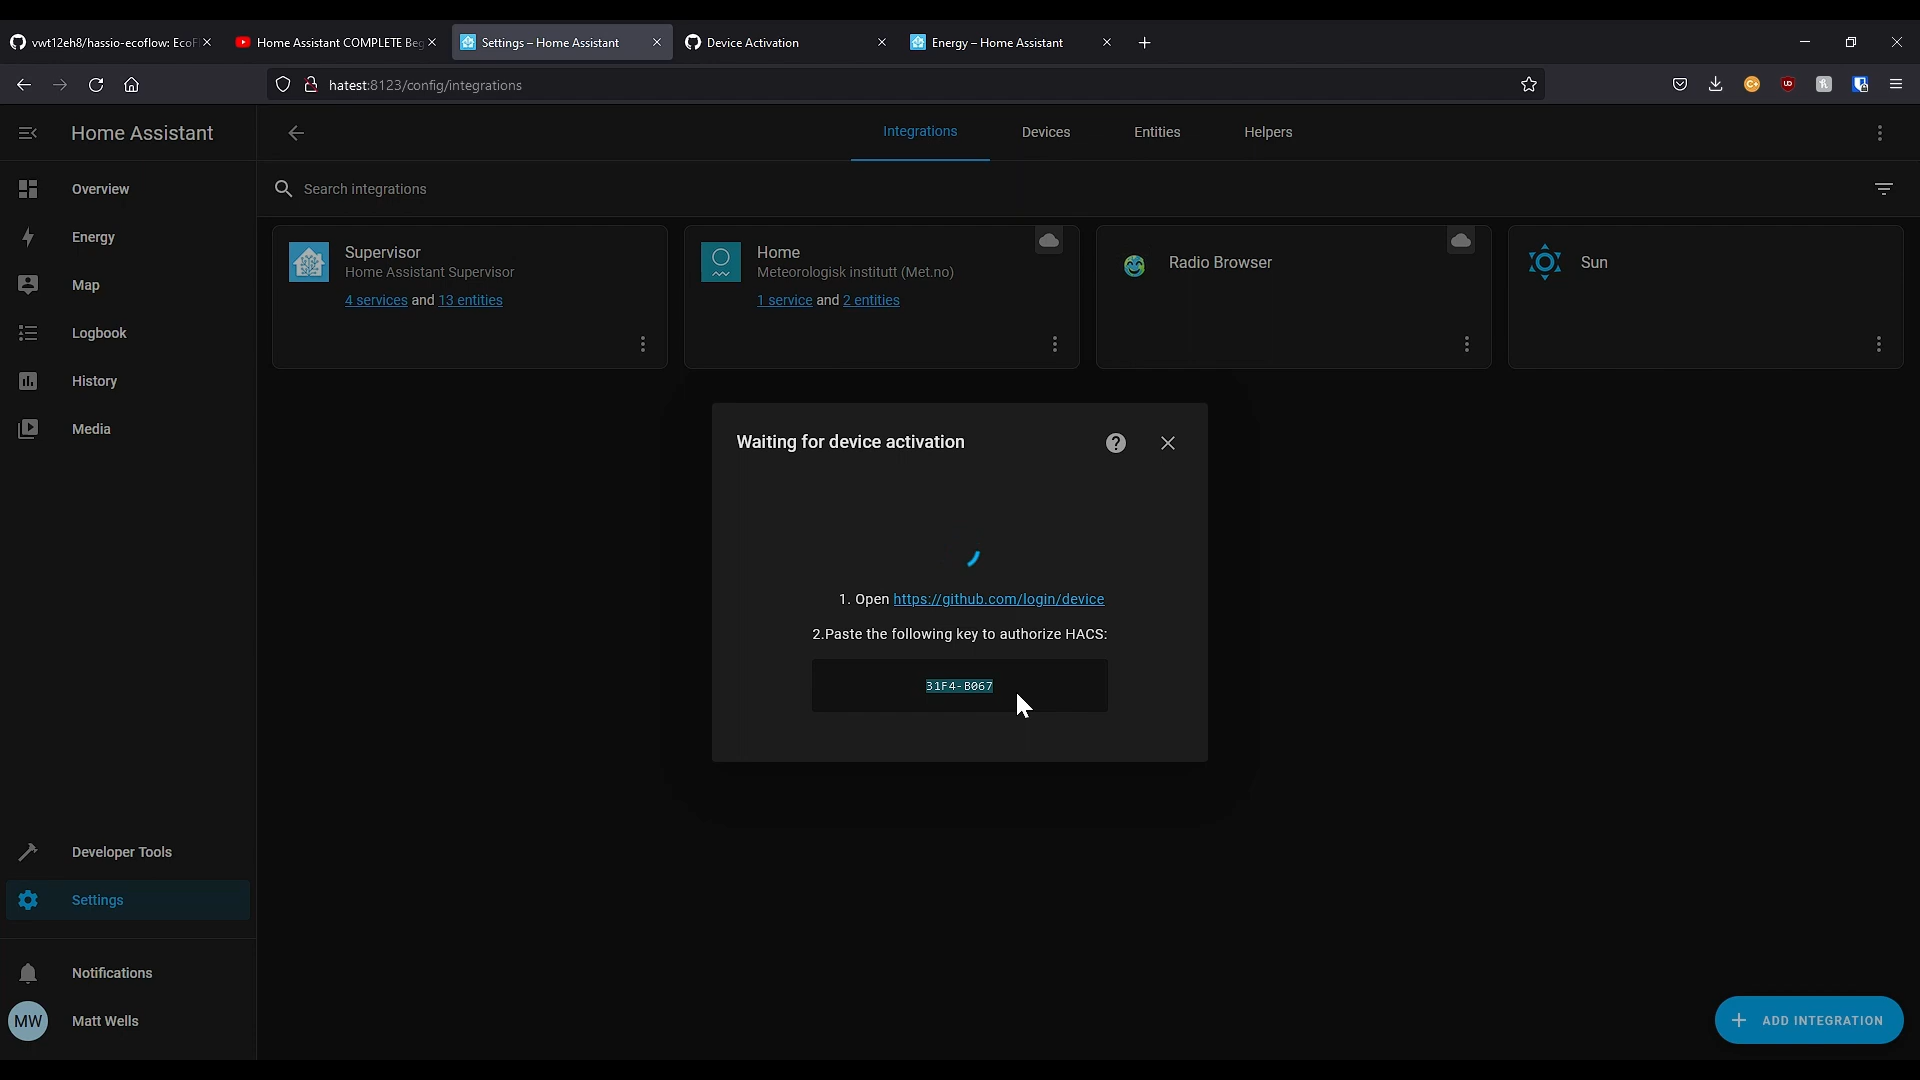 vwt12eh8/hassio-ecoflow: EcoFl
Home Assistant COMPLETE Beg
Settings – Home Assistant
Device Activation
Energy – Home Assistant
hatest:8123/config/integrations
Home Assistant
Integrations
Devices
Entities
Helpers
Overview
Energy
Map
Logbook
History
Media
Search integrations
Supervisor
Home Assistant Supervisor
4 services and 13 entities
Home
Meteorologisk institutt (Met.no)
1 service and 2 entities
Radio Browser
Sun
Waiting for device activation
1. Open https://github.com/login/device
2.Paste the following key to authorize HACS:
31F4-B067
Developer Tools
Settings
Notifications
MW
Matt Wells
ADD INTEGRATION